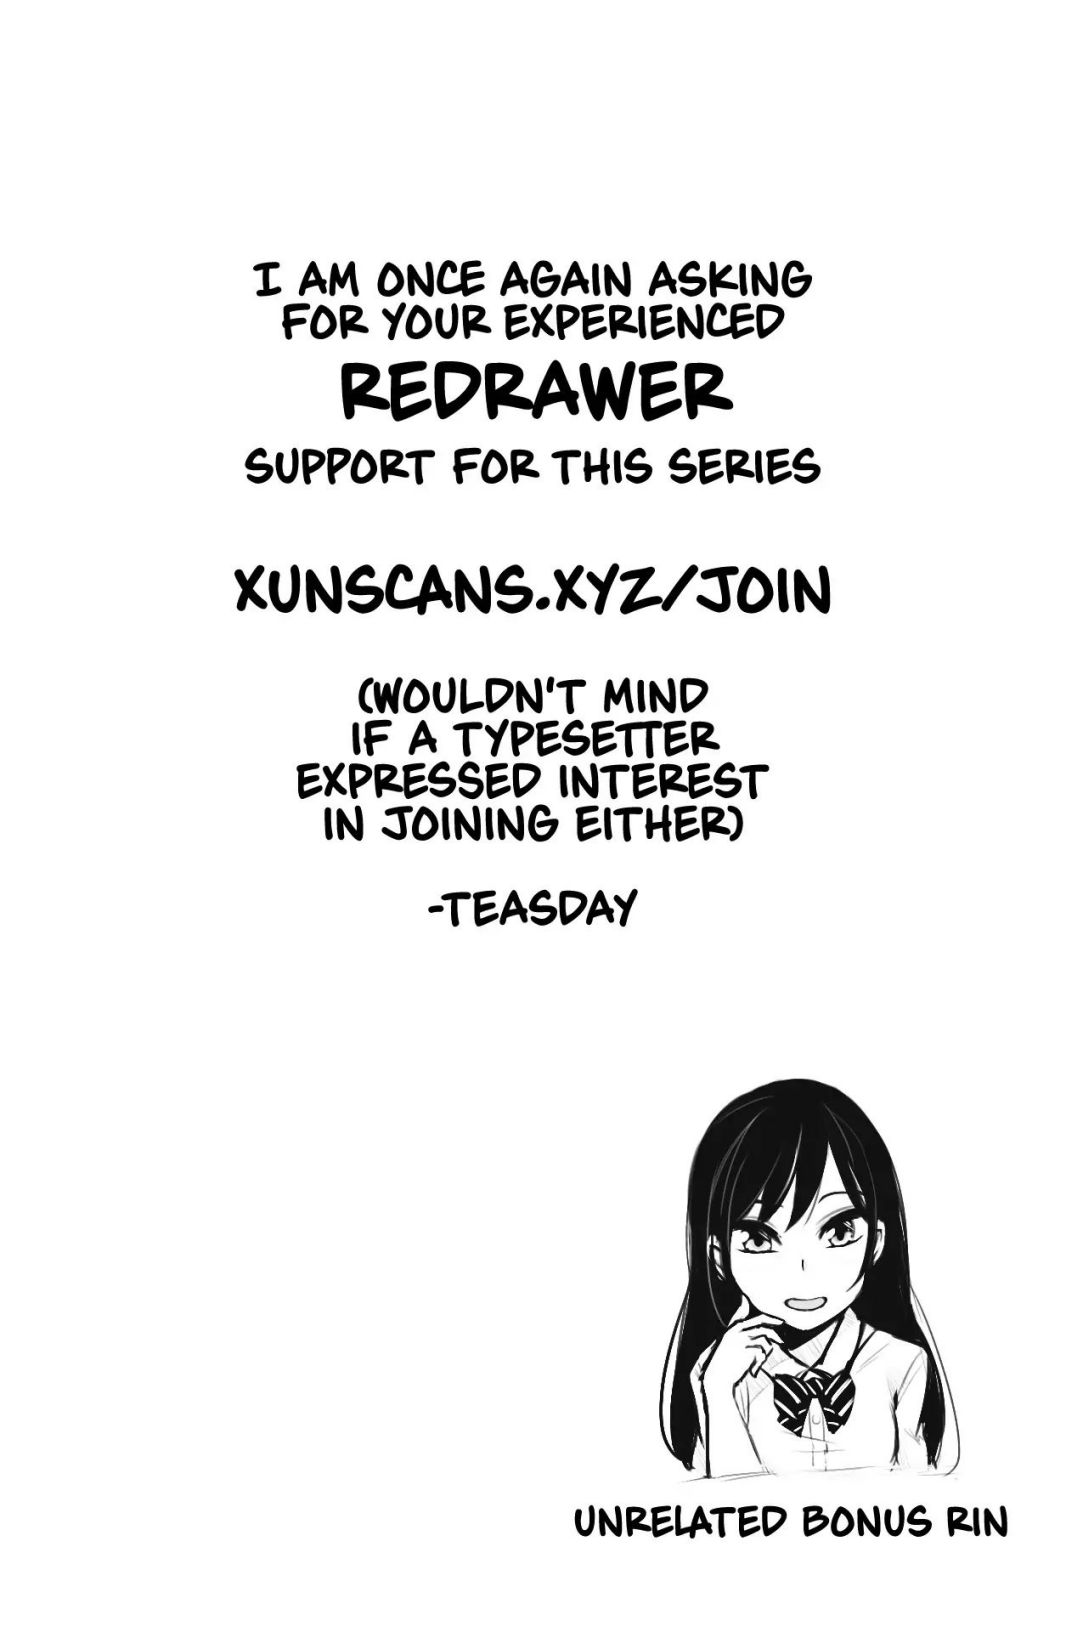 I AM ONCE AGAIN ASKING
FOR YOUR EXPERIENCED
REDRAWER
SUPPORT FOR THIS SERIES
XUNSCANS.XYZ/JOIN
(WOULDN'T MIND
IF A TYPESETTER
EXPRESSED INTEREST
IN JOINING EITHER)
-TEASDAY
UNRELATED BONUS RIN